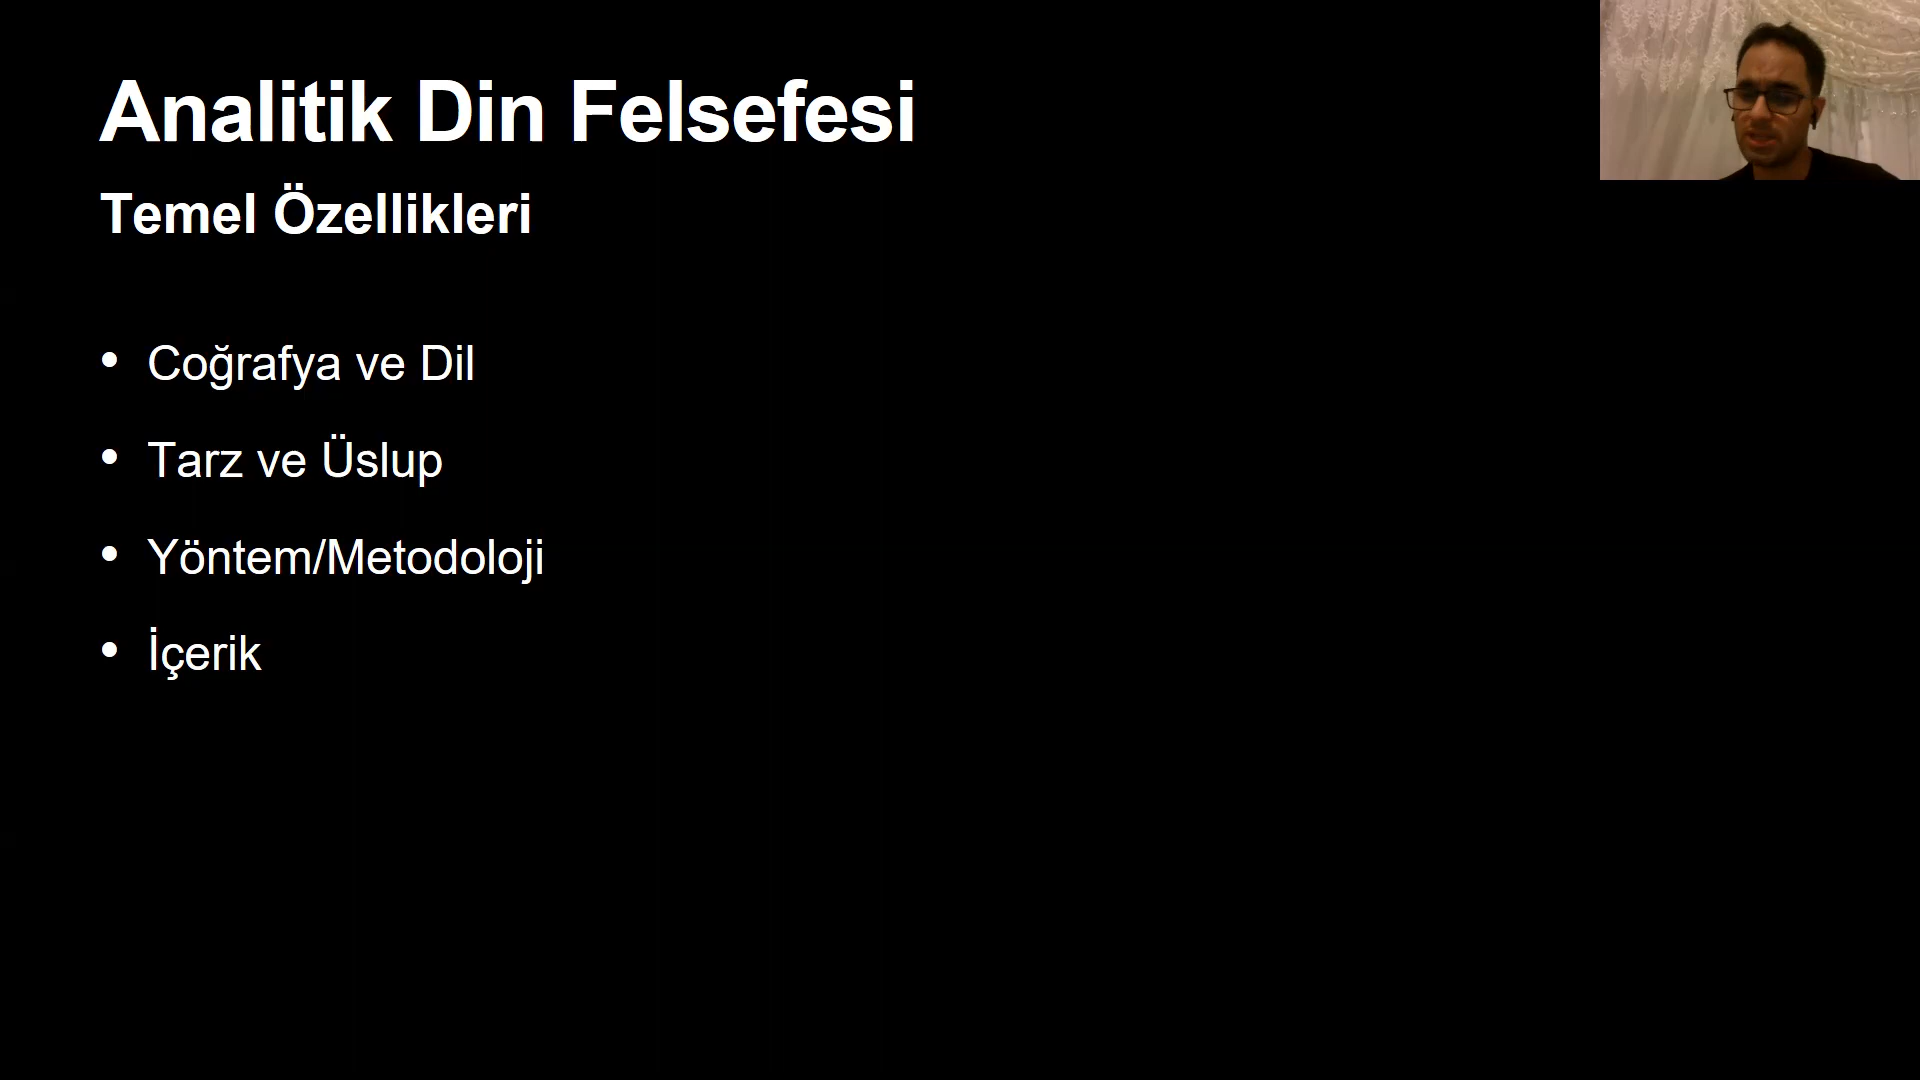 Analitik Din Felsefesi
Temel Özellikleri
• Coğrafya ve Dil
• Tarz ve Üslup
• Yöntem/Metodoloji
• İçerik